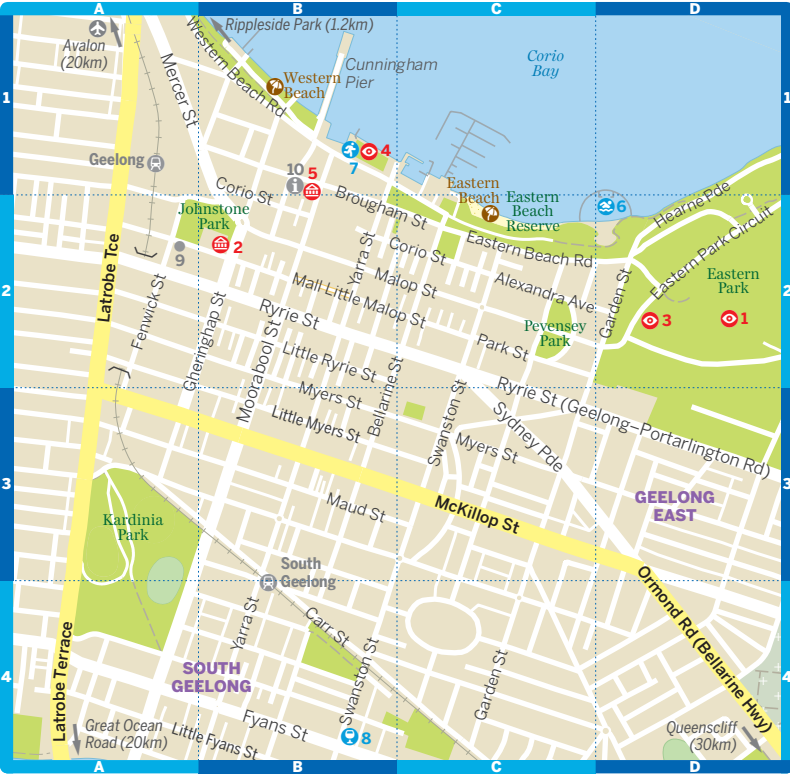 A
B
C
D
Avalon
(20km)
Rippleside Park (1.2km)
Western Beach Rd
Cunningham
Pier
Corio
Bay
Mercer St
Western
Beach
1
1
Geelong
7
4
10
5
Corio St
Brougham St
Eastern
Beach
Eastern
Beach
Reserve
6
Hearne Pde
Johnstone
Park
2
9
Yarra St
Corio St
Eastern Beach Rd
Eastern Park Circuit
Latrobe Tce
Malop St
Alexandra Ave
Garden St
Eastern
Park
2
2
Fenwick St
Mall Little Malop St
Gheringhap St
Ryrie St
Moorabool St
Pevensey
Park
3
1
Park St
Little Ryrie St
Bellarine St
Myers St
Little Myers St
Swanston St
Ryrie St (Geelong–Portarlington Rd)
Sydney Pde
Myers St
3
3
GEELONG
EAST
Maud St
McKillop St
Kardinia
Park
South
Geelong
Ormond Rd (Bellarine Hwy)
Yarra St
Carr St
Swanston St
Garden St
4
4
SOUTH
GEELONG
Latrobe Terrace
Great Ocean
Road (20km)
Fyans St
Little Fyans St
8
Queenscliff
(30km)
A
B
C
D